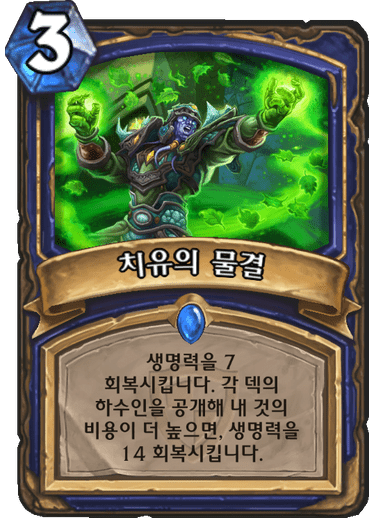 3
치유의 물결
생명력을 7
회복시킵니다. 각 덱의
하수인을 공개해 내 것의
비용이 더 높으면, 생명력을
14 회복시킵니다.